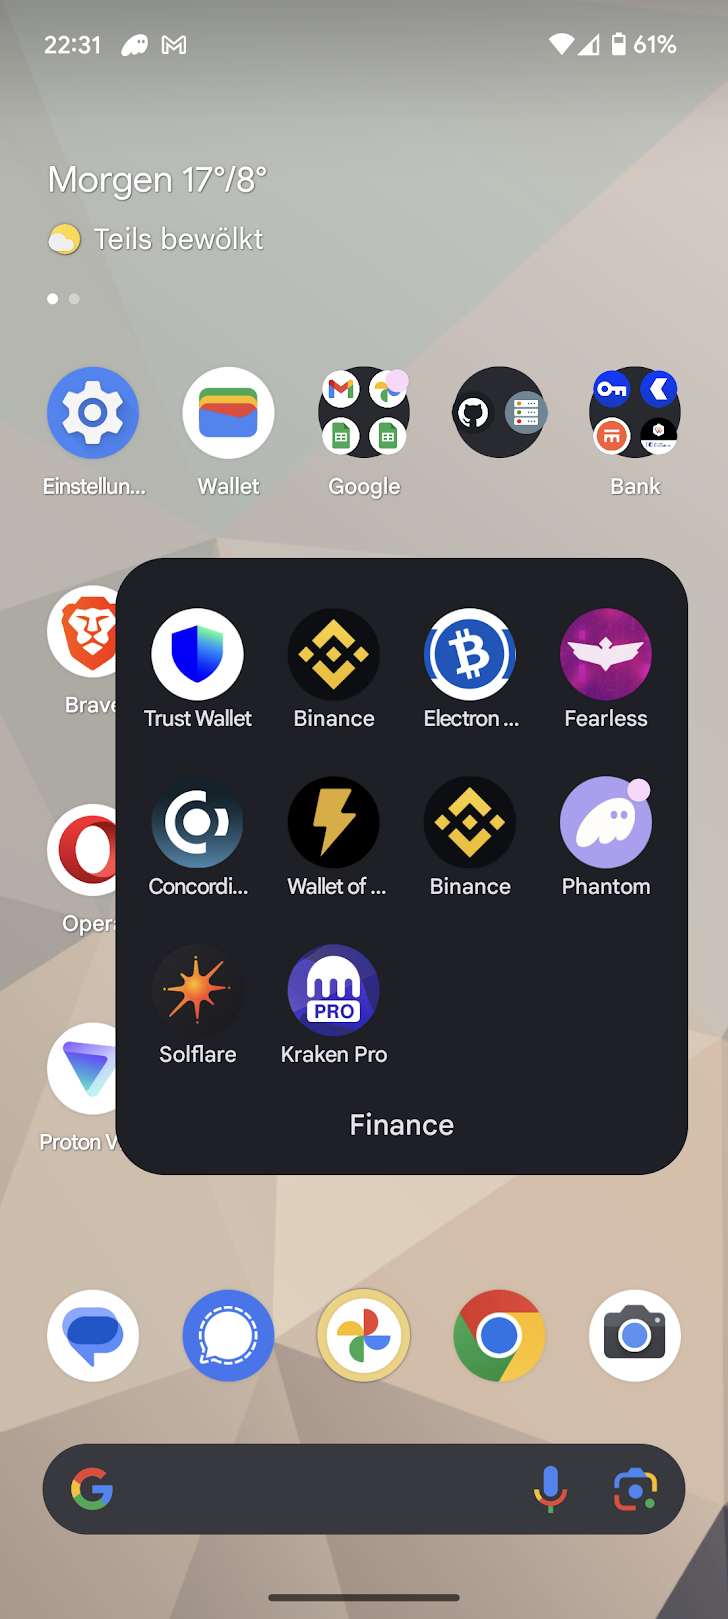 22:31
61%
Morgen 17°/8°
Teils bewölkt
Einstellun...
Wallet
Google
Bank
Brave
Trust Wallet
Binance
Electron ...
Fearless
Opera
Concordi...
Wallet of ...
Binance
Phantom
Proton V
Solflare
PRO
Kraken Pro
Finance